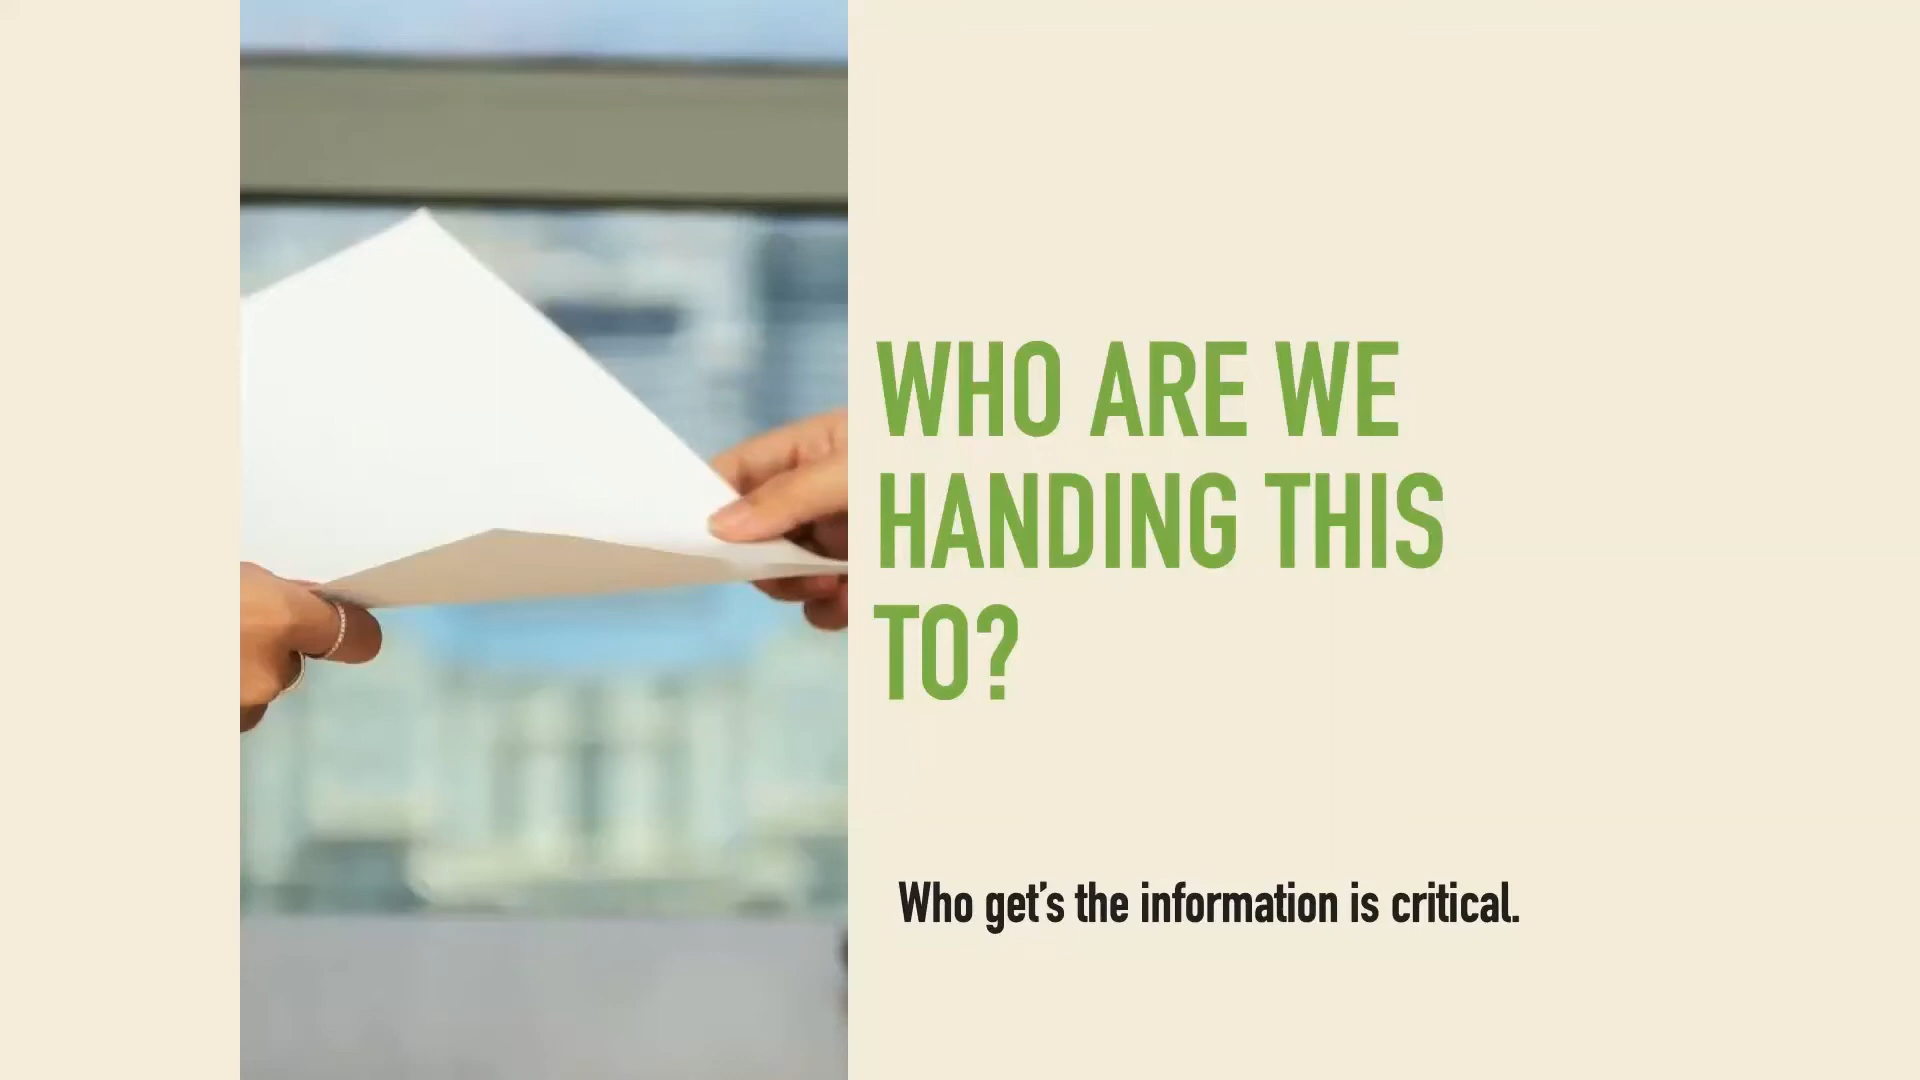 WHO ARE WE
HANDING THIS
TO?
Who get’s the information is critical.